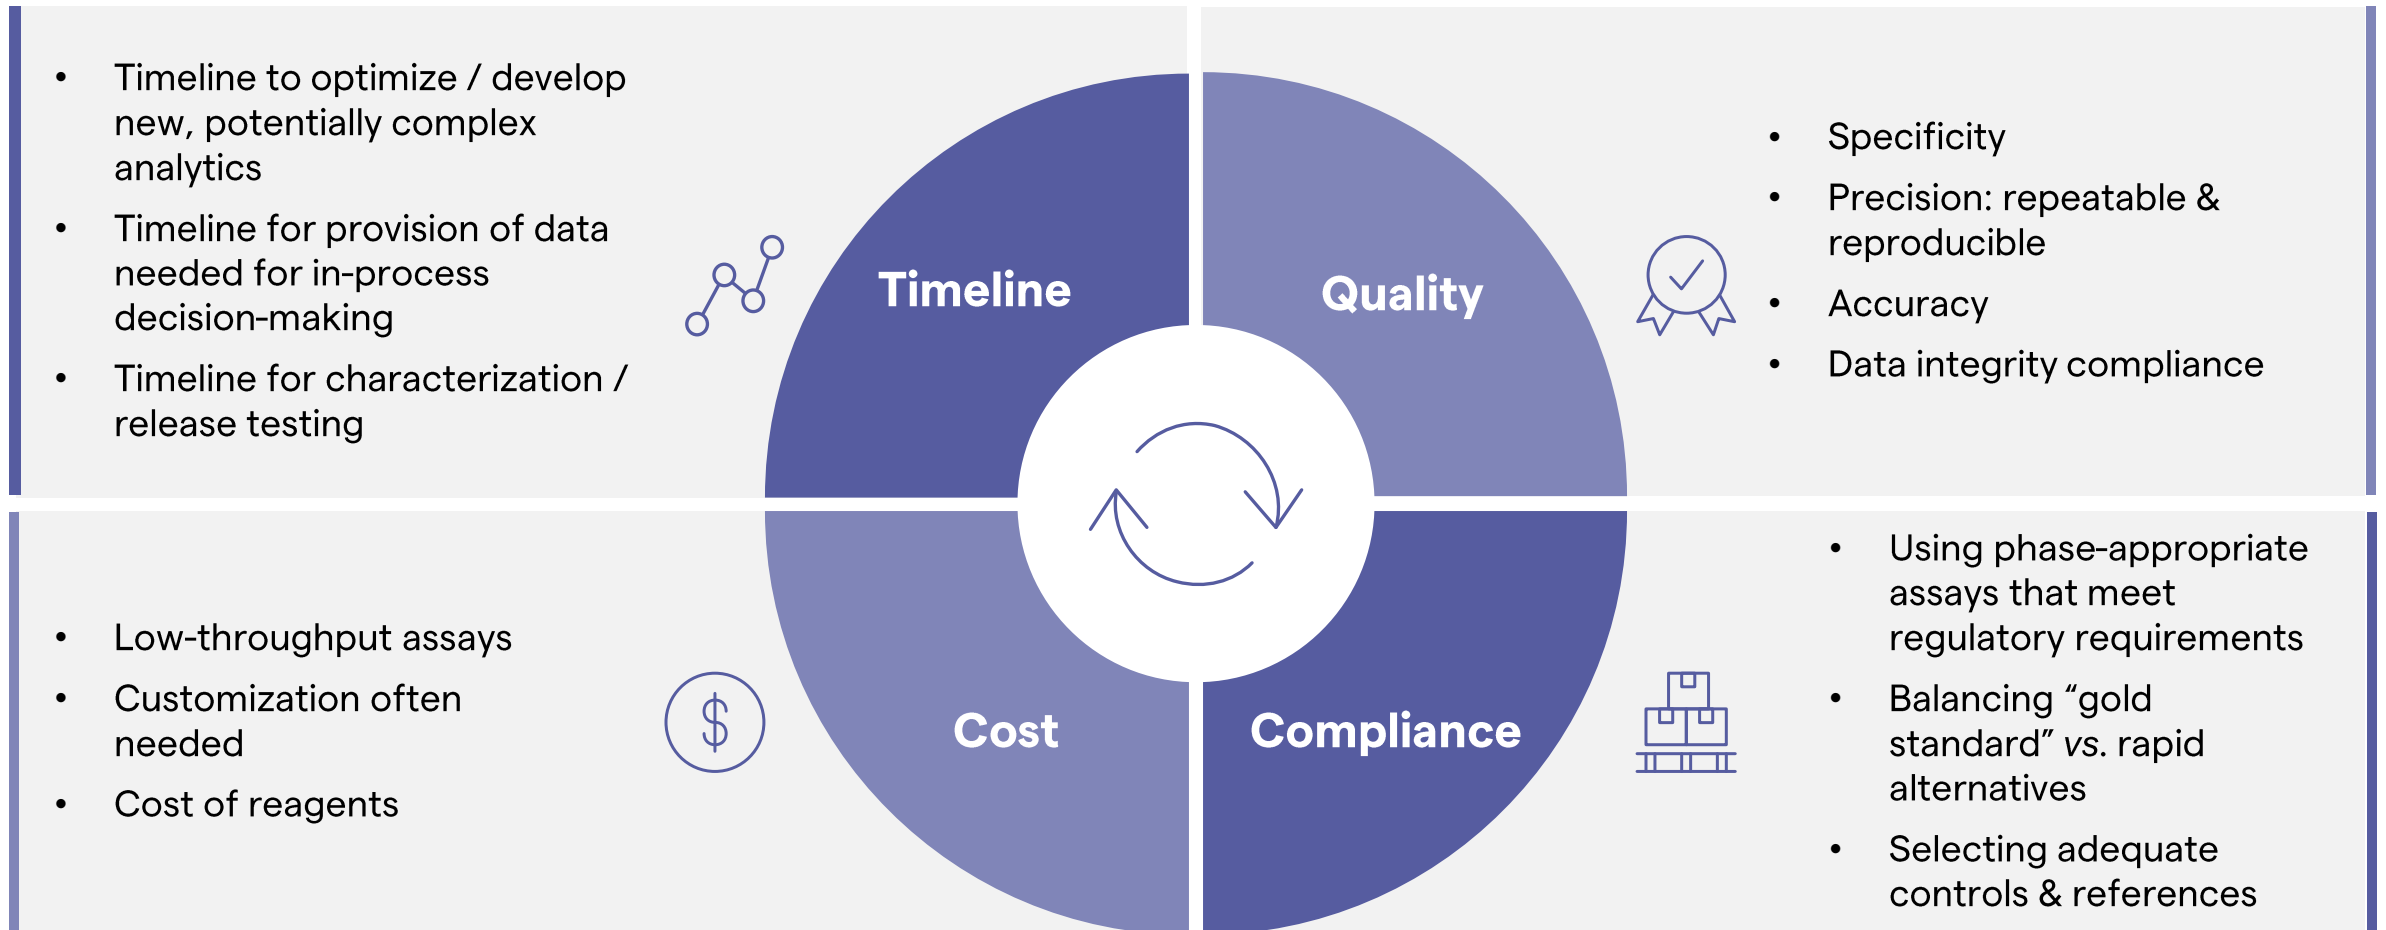 • Timeline to optimize / develop
new, potentially complex
analytics
• Timeline for provision of data
needed for in-process
decision-making
• Timeline for characterization /
release testing
Timeline
Quality
• Specificity
• Precision: repeatable &
reproducible
• Accuracy
• Data integrity compliance
• Low-throughput assays
• Customization often
needed
• Cost of reagents
$
Cost
Compliance
• Using phase-appropriate
assays that meet
regulatory requirements
• Balancing “gold
standard” vs. rapid
alternatives
• Selecting adequate
controls & references